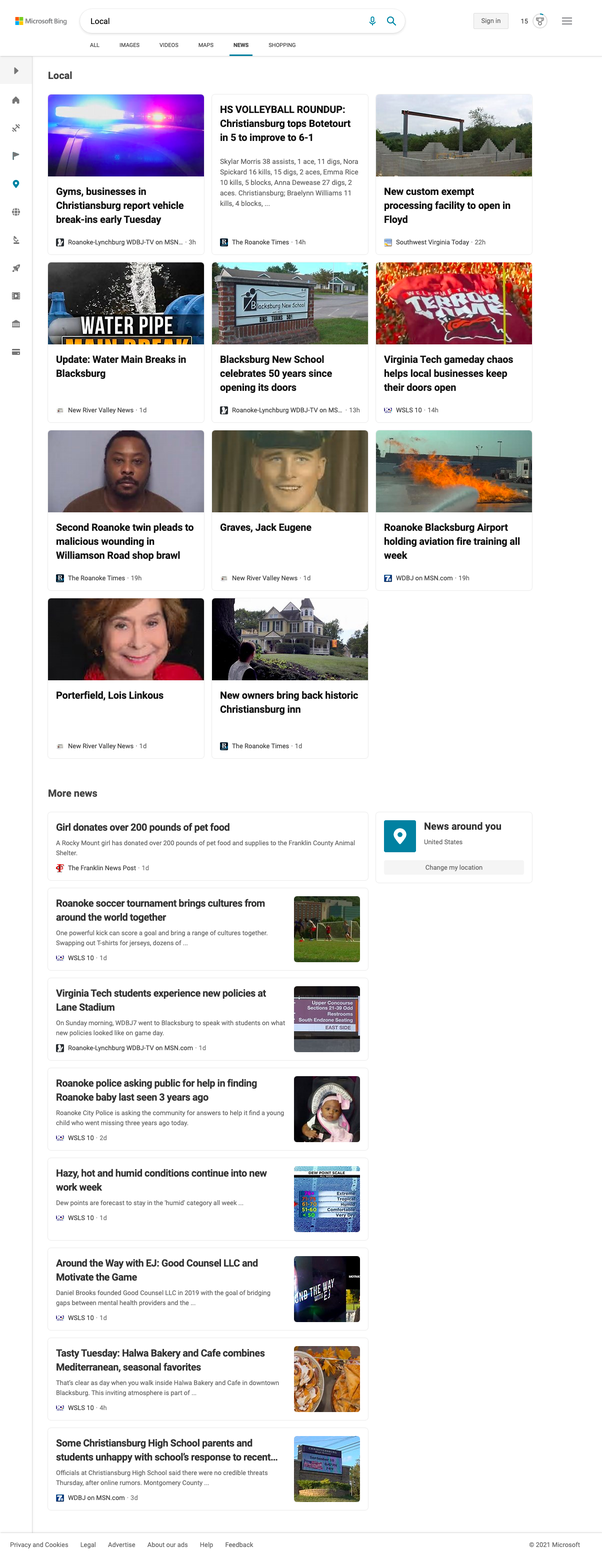 Microsoft Bing
Local
Sign in
15
ALL
IMAGES
VIDEOS
MAPS
NEWS
SHOPPING
Local
Gyms, businesses in
Christiansburg report vehicle
break-ins early Tuesday
Roanoke-Lynchburg WDBJ-TV on MSN... · 3h
HS VOLLEYBALL ROUNDUP:
Christiansburg tops Botetourt
in 5 to improve to 6-1
Skylar Morris 38 assists, 1 ace, 11 digs, Nora
Spickard 16 kills, 15 digs, 2 aces, Emma Rice
10 kills, 5 blocks, Anna Dewease 27 digs, 2
aces. Christiansburg; Braelynn Williams 11
kills, 4 blocks, ...
The Roanoke Times · 14h
New custom exempt
processing facility to open in
Floyd
Southwest Virginia Today · 22h
WATER PIPE
MAIN BREAK
Update: Water Main Breaks in
Blacksburg
New River Valley News · 1d
Blacksburg New School
Blacksburg New School
celebrates 50 years since
opening its doors
Roanoke-Lynchburg WDBJ-TV on MS... · 13h
TERROR
DOME
Virginia Tech gameday chaos
helps local businesses keep
their doors open
WSLS 10 · 14h
Second Roanoke twin pleads to
malicious wounding in
Williamson Road shop brawl
The Roanoke Times · 19h
Graves, Jack Eugene
New River Valley News · 1d
Roanoke Blacksburg Airport
holding aviation fire training all
week
WDBJ on MSN.com · 19h
Porterfield, Lois Linkous
New River Valley News · 1d
New owners bring back historic
Christiansburg inn
The Roanoke Times · 1d
More news
Girl donates over 200 pounds of pet food
A Rocky Mount girl has donated over 200 pounds of pet food and supplies to the Franklin County Animal
Shelter.
The Franklin News Post · 1d
News around you
United States
Change my location
Roanoke soccer tournament brings cultures from
around the world together
One powerful kick can score a goal and bring a range of cultures together.
Swapping out T-shirts for jerseys, dozens of ...
WSLS 10 · 1d
Virginia Tech students experience new policies at
Lane Stadium
On Sunday morning, WDBJ7 went to Blacksburg to speak with students on what
new policies looked like on game day.
Roanoke-Lynchburg WDBJ-TV on MSN.com · 1d
Upper Concourse
Sections 21-39 Odd
Restrooms
South Endzone Seating
EAST SIDE
Roanoke police asking public for help in finding
Roanoke baby last seen 3 years ago
Roanoke City Police is asking the community for answers to help it find a young
child who went missing three years ago today.
WSLS 10 · 2d
Hazy, hot and humid conditions continue into new
work week
Dew points are forecast to stay in the 'humid' category all week ...
WSLS 10 · 1d
DEW POINT SCALE
Around the Way with EJ: Good Counsel LLC and
Motivate the Game
Daniel Brooks founded Good Counsel LLC in 2019 with the goal of bridging
gaps between mental health providers and the ...
WSLS 10 · 1d
Tasty Tuesday: Halwa Bakery and Cafe combines
Mediterranean, seasonal favorites
That's clear as day when you walk inside Halwa Bakery and Cafe in downtown
Blacksburg. This inviting atmosphere is part of ...
WSLS 10 · 4h
Some Christiansburg High School parents and
students unhappy with school's response to recent...
Officials at Christiansburg High School said there were no credible threats
Thursday, after online rumors. Montgomery County ...
WDBJ on MSN.com · 3d
Privacy and Cookies
Legal
Advertise
About our ads
Help
Feedback
© 2021 Microsoft